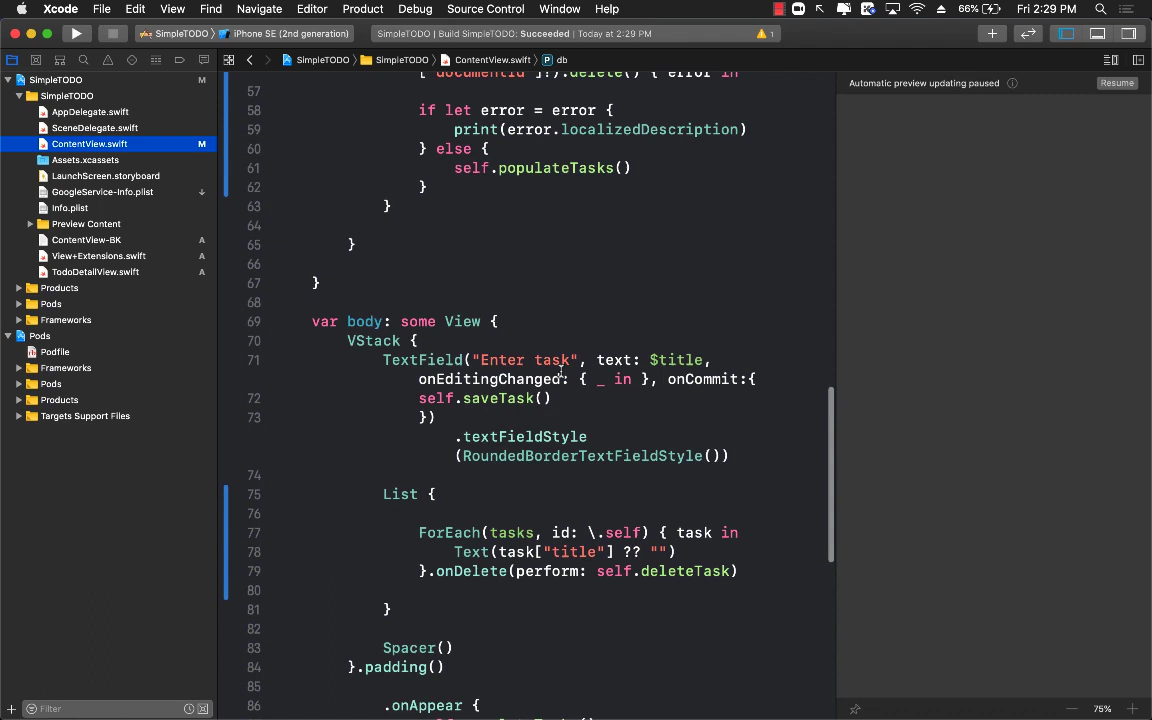 Xcode File Edit View Find Navigate Editor Product Debug Source Control Window Help 66% Fri 2:29 PM
SimpleTODO iPhone SE (2nd generation) SimpleTODO | Build SimpleTODO: Succeeded | Today at 2:29 PM 1
SimpleTODO SimpleTODO ContentView.swift P db
Automatic preview updating paused Resume
SimpleTODO M
SimpleTODO
AppDelegate.swift
SceneDelegate.swift
ContentView.swift M
Assets.xcassets
LaunchScreen.storyboard
GoogleService-Info.plist
Info.plist
Preview Content
ContentView-BK A
View+Extensions.swift A
TodoDetailView.swift A
Products
Pods
Frameworks
Pods
Podfile
Frameworks
Pods
Products
Targets Support Files
Filter
["documentId"]!).delete() { error in
57
58 if let error = error {
59 print(error.localizedDescription)
60 } else {
61 self.populateTasks()
62 }
63 }
64
65 }
66
67 }
68
69 var body: some View {
70 VStack {
71 TextField("Enter task", text: $title,
onEditingChanged: { _ in }, onCommit:{
72 self.saveTask()
73 })
.textFieldStyle
(RoundedBorderTextFieldStyle())
74
75 List {
76
77 ForEach(tasks, id: \.self) { task in
78 Text(task["title"] ?? "")
79 }.onDelete(perform: self.deleteTask)
80
81 }
82
83 Spacer()
84 }.padding()
85
86 .onAppear {
75%